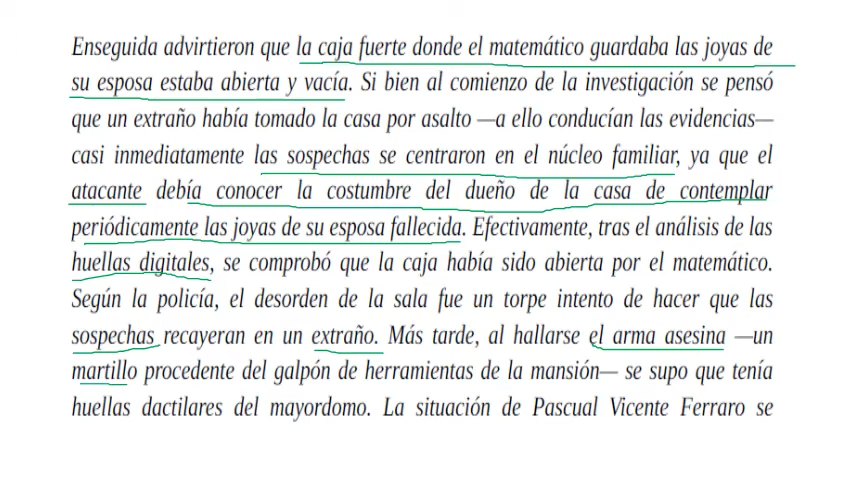 Enseguida advirtieron que la caja fuerte donde el matemático guardaba las joyas de
su esposa estaba abierta y vacía. Si bien al comienzo de la investigación se pensó
que un extraño había tomado la casa por asalto —a ello conducían las evidencias—
casi inmediatamente las sospechas se centraron en el núcleo familiar, ya que el
atacante debía conocer la costumbre del dueño de la casa de contemplar
periódicamente las joyas de su esposa fallecida. Efectivamente, tras el análisis de las
huellas digitales, se comprobó que la caja había sido abierta por el matemático.
Según la policía, el desorden de la sala fue un torpe intento de hacer que las
sospechas recayeran en un extraño. Más tarde, al hallarse el arma asesina —un
martillo procedente del galpón de herramientas de la mansión— se supo que tenía
huellas dactilares del mayordomo. La situación de Pascual Vicente Ferraro se